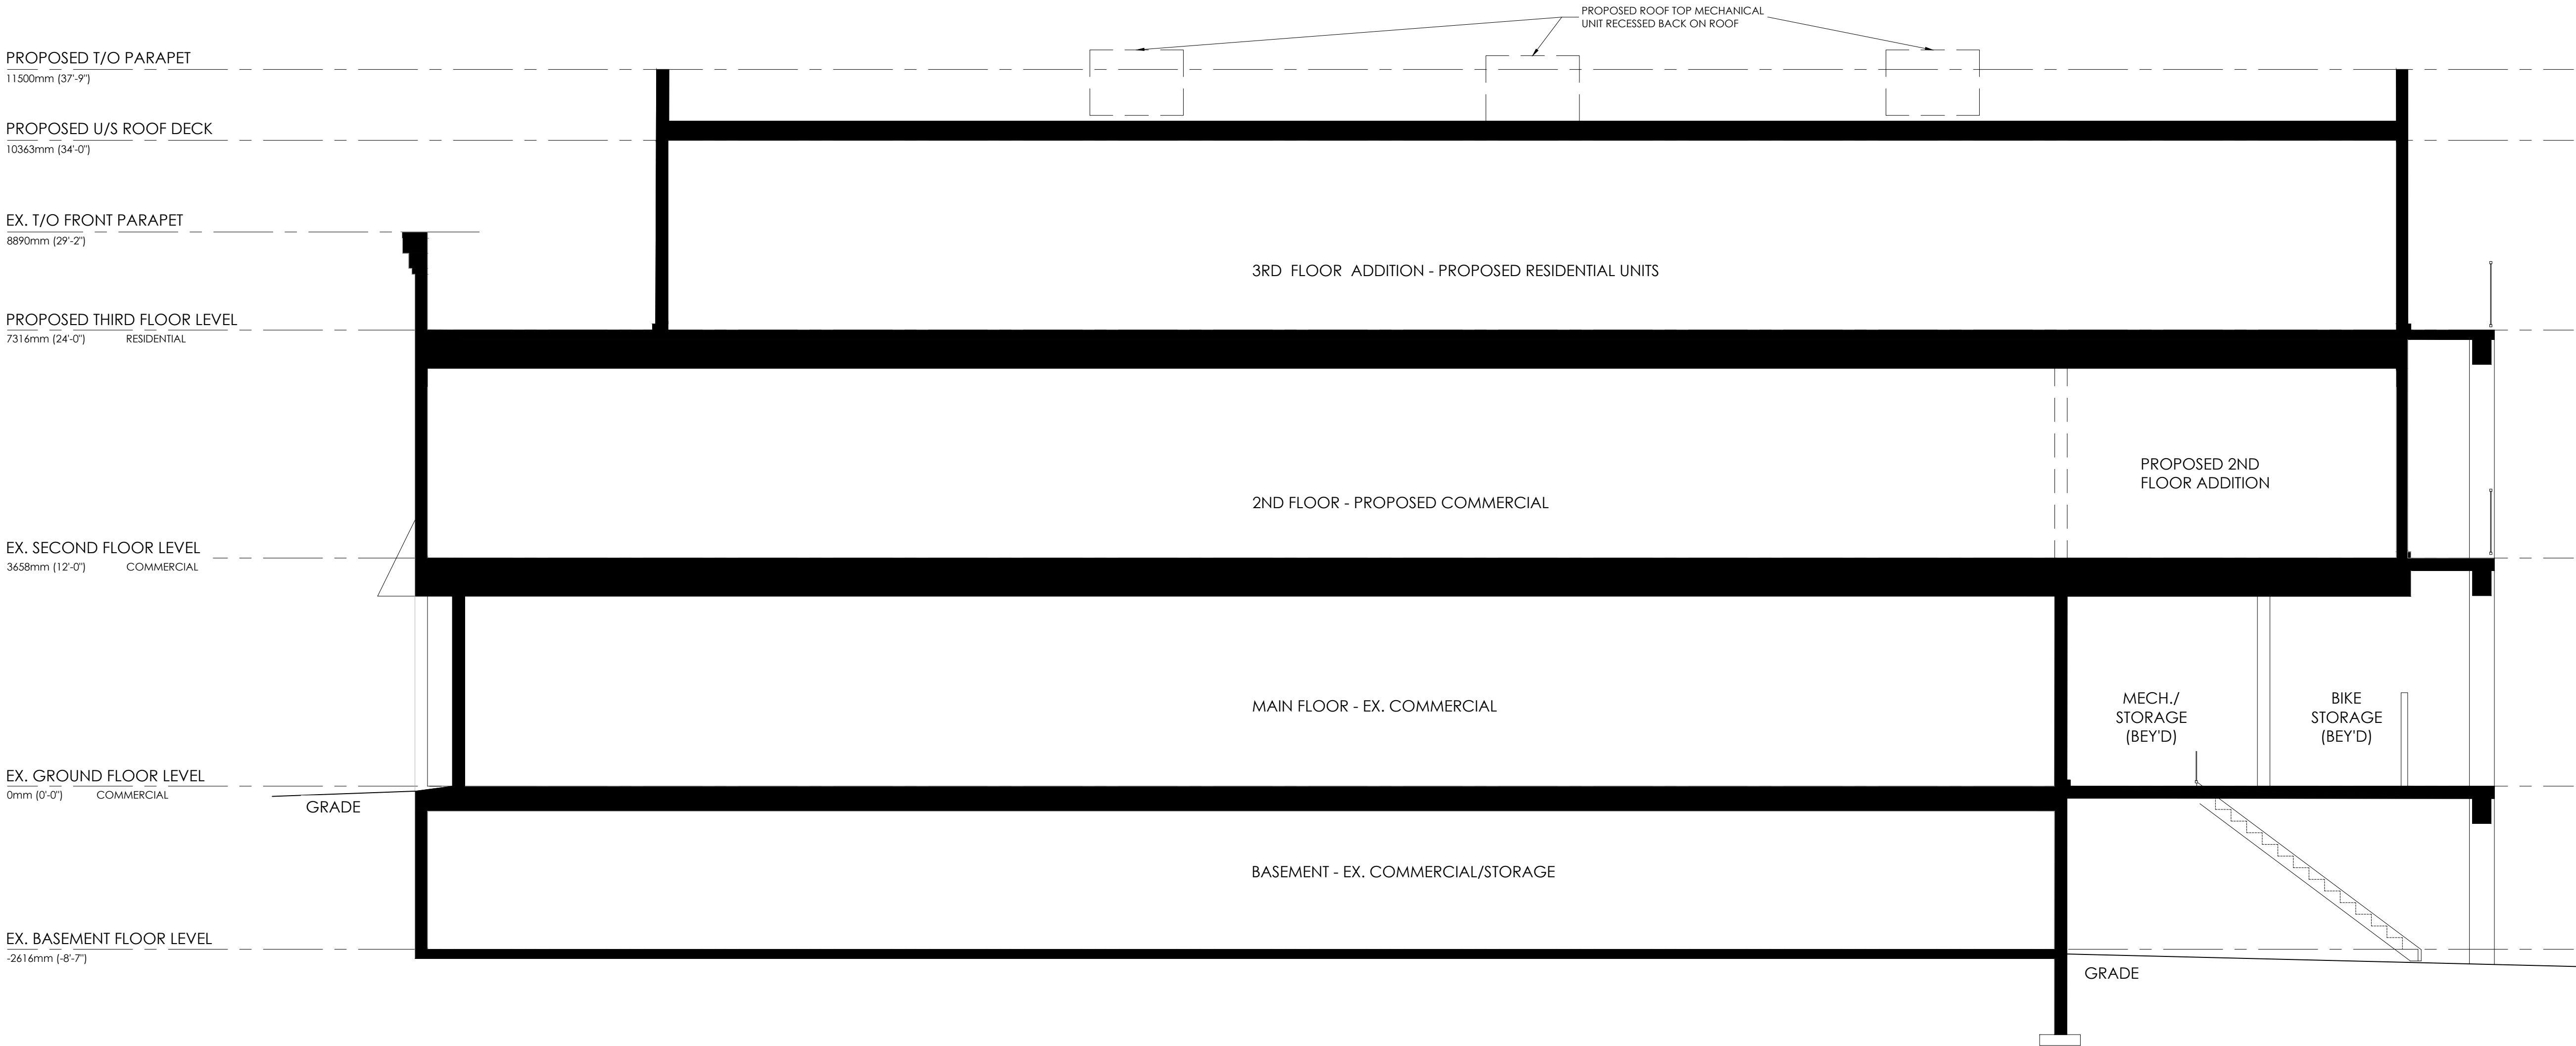 PROPOSED ROOF TOP MECHANICAL
UNIT RECESSED BACK ON ROOF
PROPOSED T/O PARAPET
11500mm (37'-9")
PROPOSED U/S ROOF DECK
10363mm (34'-0")
EX. T/O FRONT PARAPET
8890mm (29'-2")
3RD FLOOR ADDITION - PROPOSED RESIDENTIAL UNITS
PROPOSED THIRD FLOOR LEVEL
7316mm (24'-0") RESIDENTIAL
PROPOSED 2ND
FLOOR ADDITION
2ND FLOOR - PROPOSED COMMERCIAL
EX. SECOND FLOOR LEVEL
3658mm (12'-0") COMMERCIAL
MAIN FLOOR - EX. COMMERCIAL
MECH./
STORAGE
(BEY'D)
BIKE
STORAGE
(BEY'D)
EX. GROUND FLOOR LEVEL
0mm (0'-0") COMMERCIAL
GRADE
BASEMENT - EX. COMMERCIAL/STORAGE
EX. BASEMENT FLOOR LEVEL
-2616mm (-8'-7")
GRADE